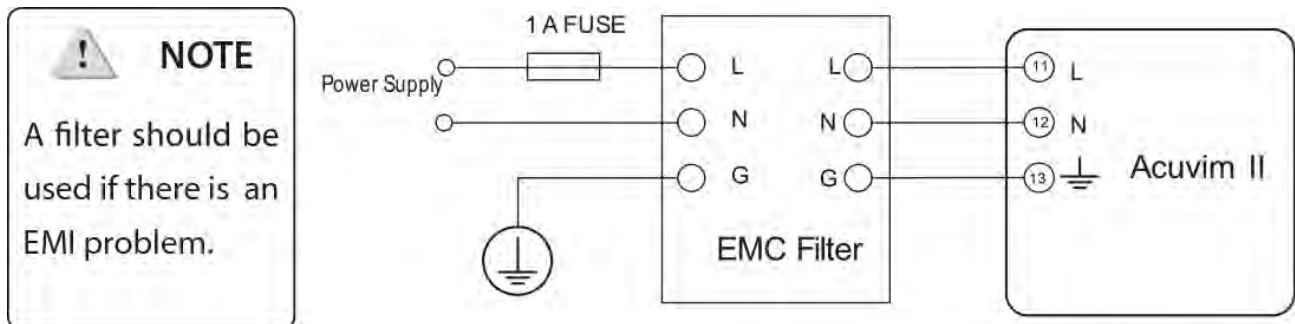 ! NOTE
A filter should be
used if there is an
EMI problem.
1 A FUSE
Power Supply
L L 11 L
N N 12 N
G G 13
EMC Filter
Acuvim II